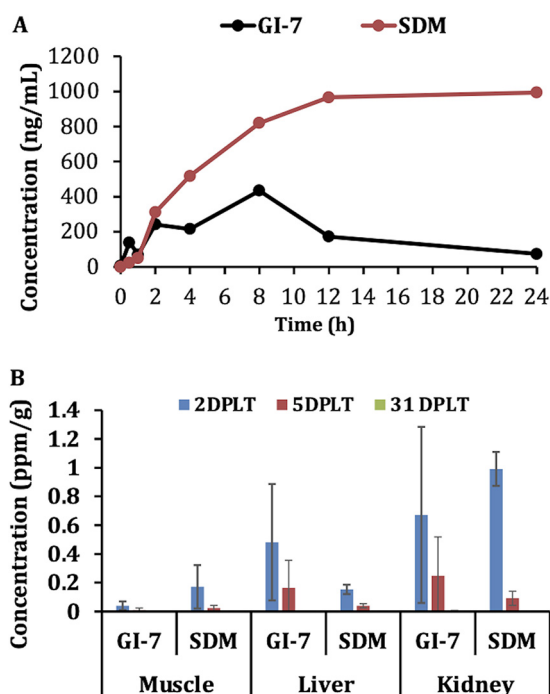 A
GI-7 SDM
Concentration (ng/mL)
1200
1000
800
600
400
200
0
0 2 4 6 8 10 12 14 16 18 20 22 24
Time (h)
B
2DPLT 5DPLT 31 DPLT
Concentration (ppm/g)
1.4
1.2
1
0.8
0.6
0.4
0.2
0
GI-7 SDM GI-7 SDM GI-7 SDM
Muscle Liver Kidney